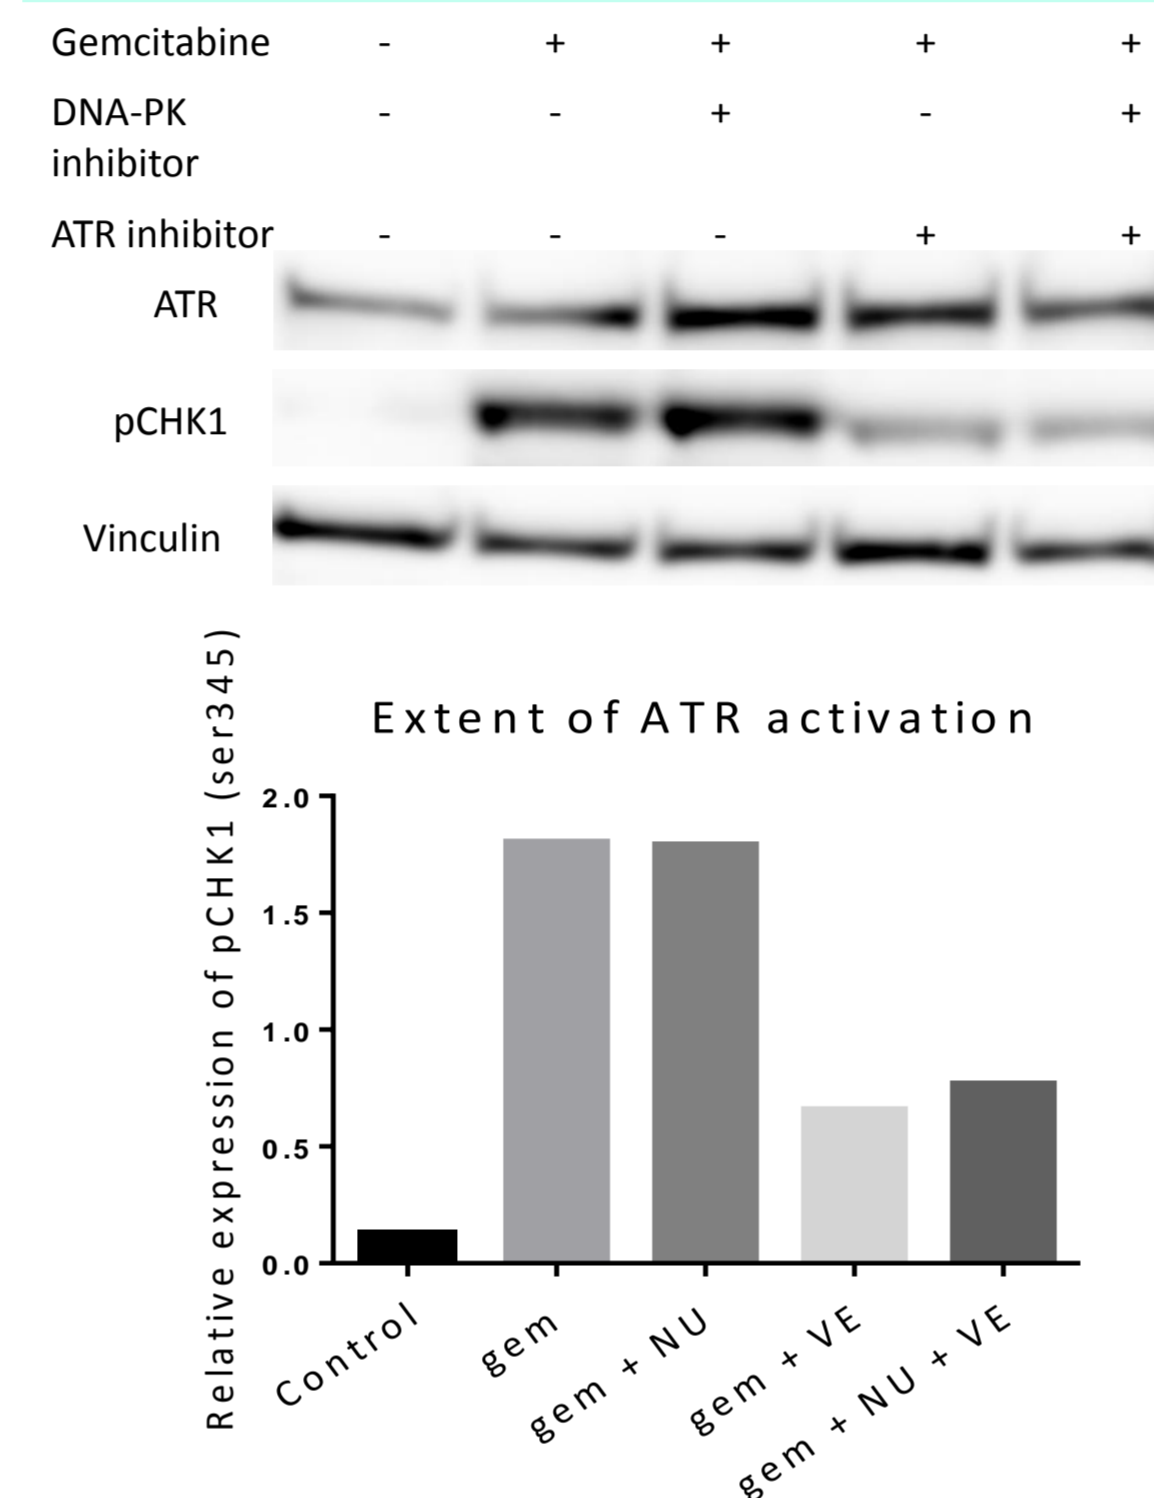 Gemcitabine - + + + +
DNA-PK - - + - +
inhibitor
ATR inhibitor - - - + +
ATR
pCHK1
Vinculin
Extent of ATR activation
Relative expression of pCHK1 (ser345)
2.0
1.5
1.0
0.5
0.0
Control
gem
gem + NU
gem + VE
gem + NU + VE